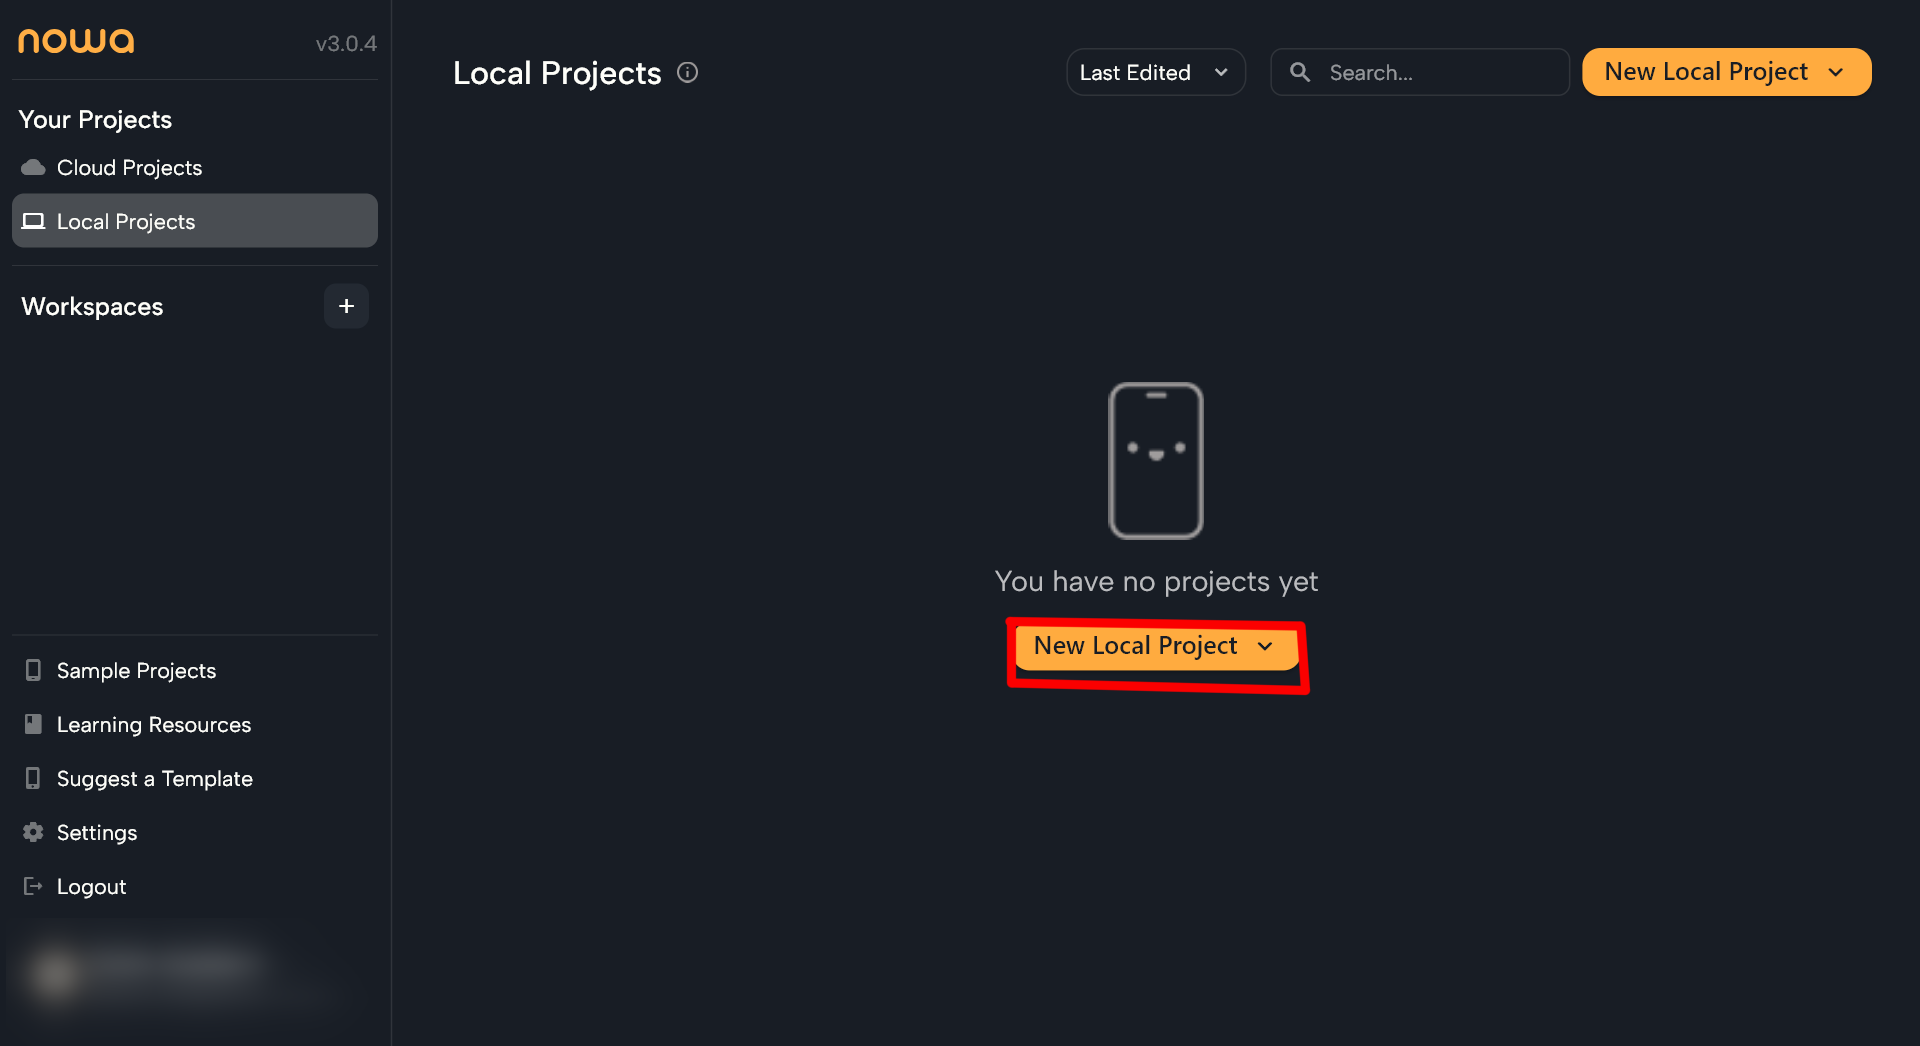 nowa
v3.0.4
Your Projects
Cloud Projects
Local Projects
Workspaces
+
Sample Projects
Learning Resources
Suggest a Template
Settings
Logout
Local Projects
Last Edited
Search...
New Local Project
You have no projects yet
New Local Project